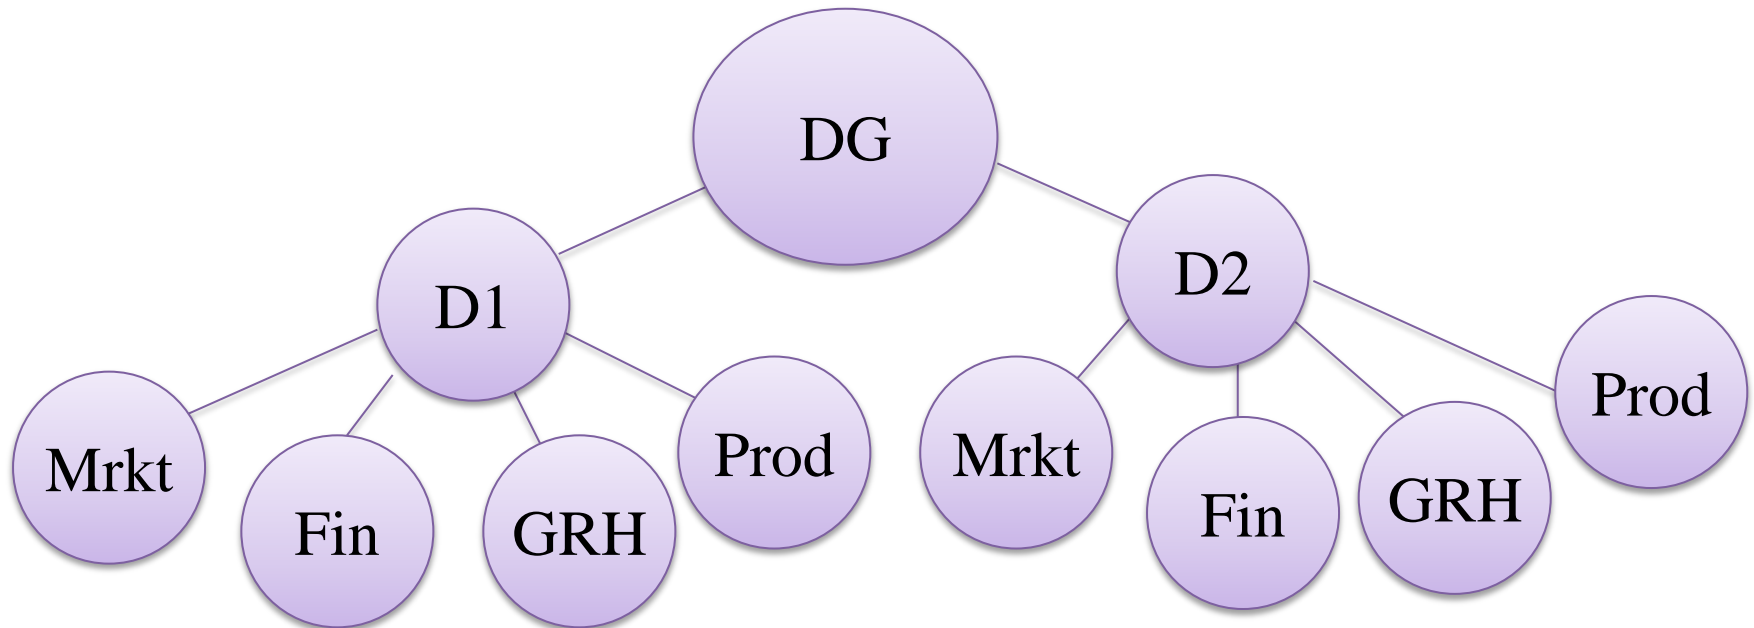 DG
D1
D2
Mrkt
Fin
GRH
Prod
Mrkt
Fin
GRH
Prod